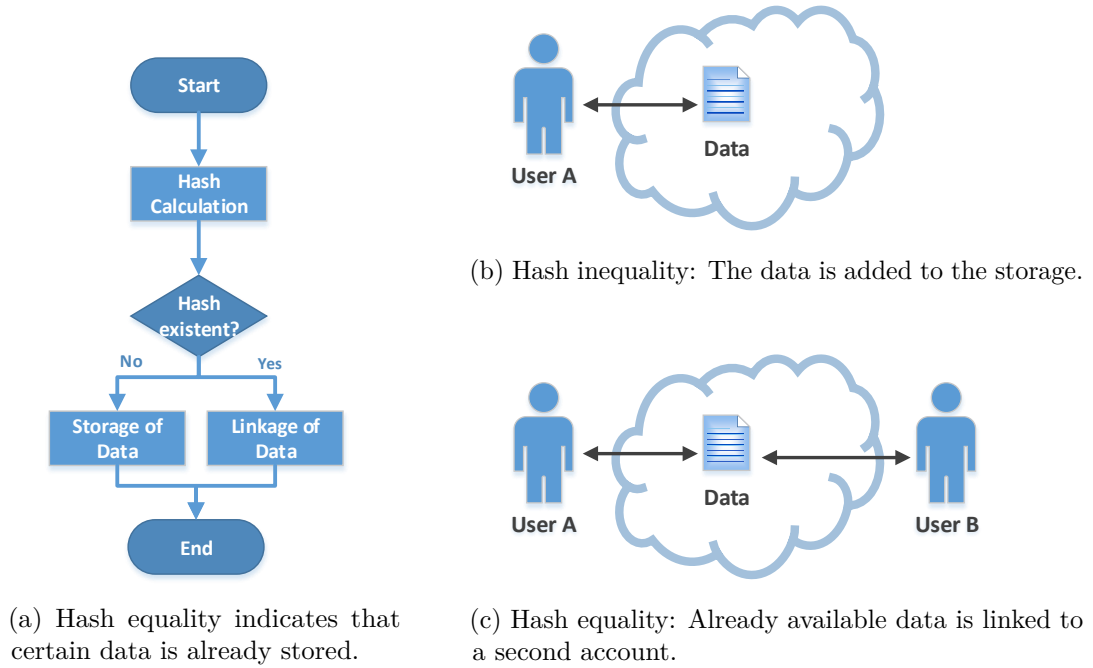 Start
Hash
Calculation
Hash
existent?
No
Yes
Storage of
Data
Linkage of
Data
End
(a) Hash equality indicates that
certain data is already stored.
User A
Data
(b) Hash inequality: The data is added to the storage.
User A
Data
User B
(c) Hash equality: Already available data is linked to
a second account.